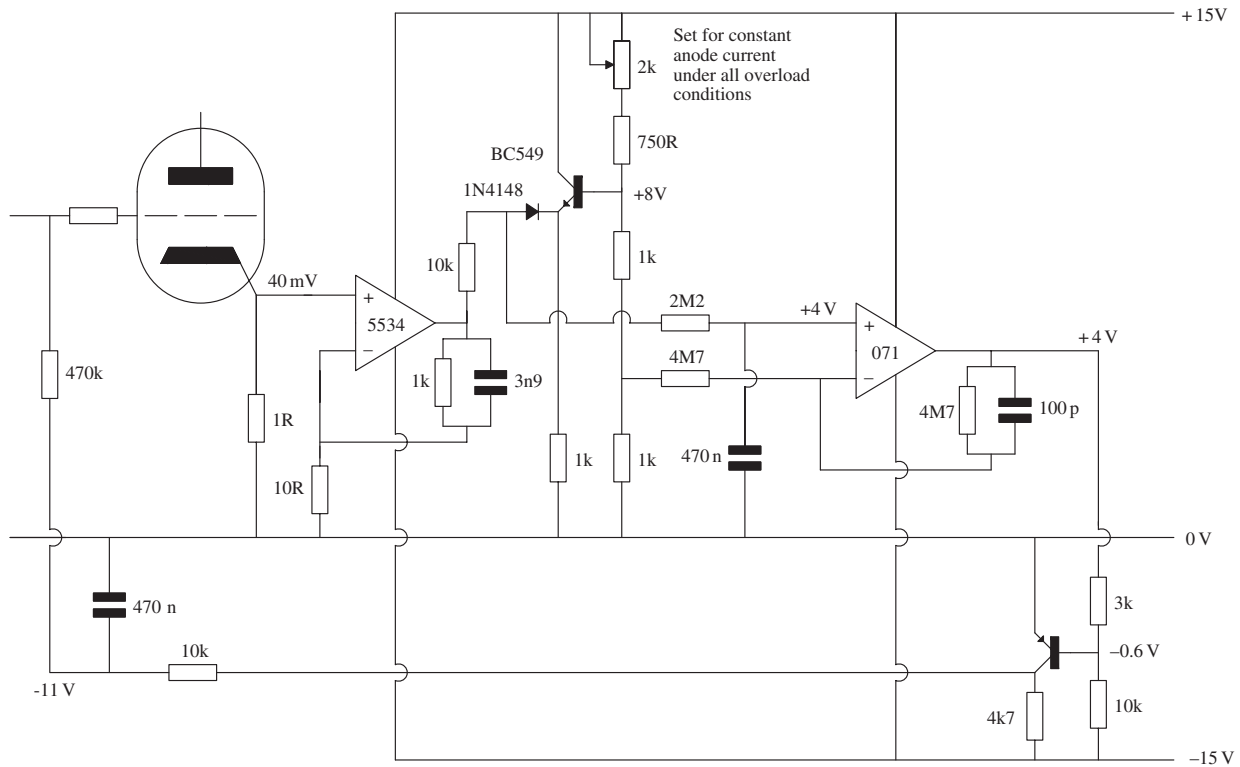 +15V
Set for constant
anode current
under all overload
conditions
2k
750R
BC549
1N4148
+8V
10k
1k
40 mV
+
5534
−
2M2
+4 V
+
071
−
+4 V
4M7
470k
1k
3n9
4M7
100 p
1R
10R
1k
1k
470 n
0 V
470 n
3k
10k
−0.6 V
-11 V
4k7
10k
−15 V